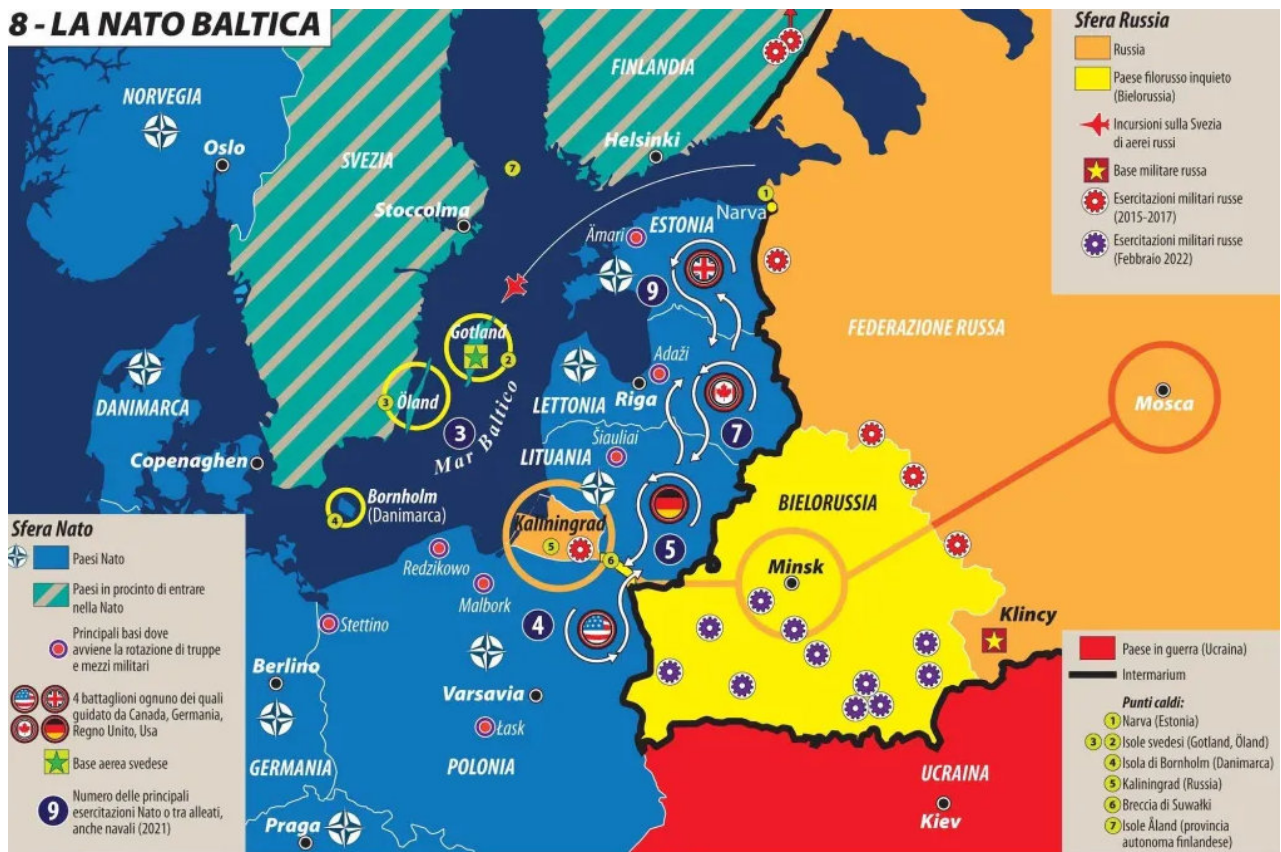 8 - LA NATO BALTICA
NORVEGIA
Oslo
SVEZIA
Stoccolma
FINLANDIA
Helsinki
7
1
Narva
ESTONIA
Ämari
9
Gotland
2
Öland
3
3
Mar Baltico
Adaži
Riga
LETTONIA
7
Šiauliai
LITUANIA
DANIMARCA
Copenaghen
Bornholm
(Danimarca)
4
Kaliningrad
5
6
5
Redzikowo
Malbork
Stettino
4
Berlino
Varsavia
Łask
GERMANIA
POLONIA
Praga
FEDERAZIONE RUSSA
Mosca
BIELORUSSIA
Minsk
Klincy
UCRAINA
Kiev
Sfera Russia
Russia
Paese filorusso inquieto
(Bielorussia)
Incursioni sulla Svezia
di aerei russi
Base militare russa
Esercitazioni militari russe
(2015-2017)
Esercitazioni militari russe
(Febbraio 2022)
Sfera Nato
Paesi Nato
Paesi in procinto di entrare
nella Nato
Principali basi dove
avviene la rotazione di truppe
e mezzi militari
4 battaglioni ognuno dei quali
guidato da Canada, Germania,
Regno Unito, Usa
Base aerea svedese
9
Numero delle principali
esercitazioni Nato o tra alleati,
anche navali (2021)
Paese in guerra (Ucraina)
Intermarium
Punti caldi:
1 Narva (Estonia)
3 2 Isole svedesi (Gotland, Öland)
4 Isola di Bornholm (Danimarca)
5 Kaliningrad (Russia)
6 Breccia di Suwałki
7 Isole Åland (provincia
autonoma finlandese)